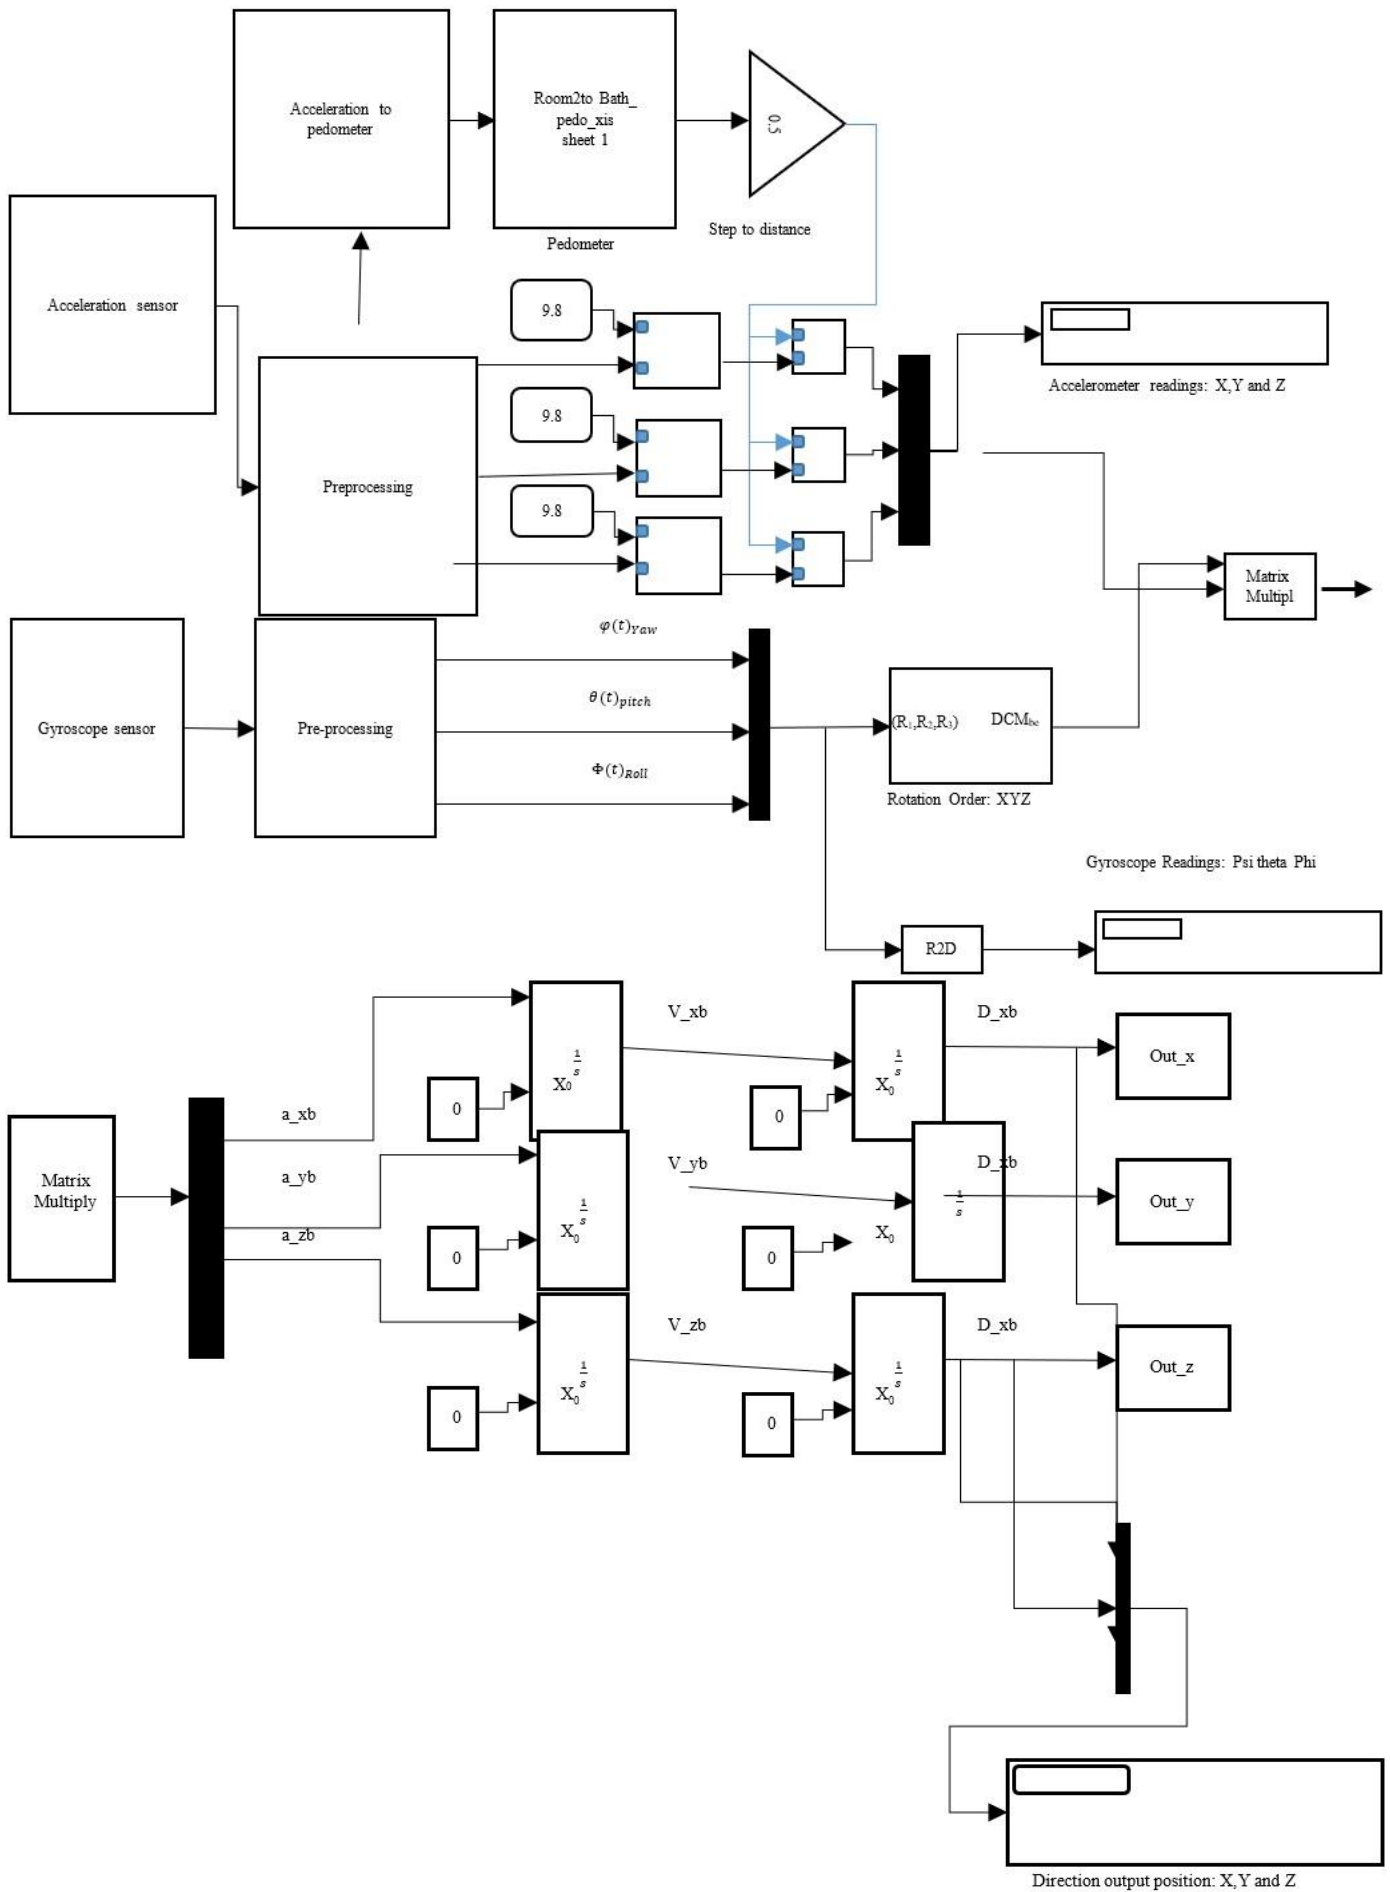 Acceleration to
pedometer
Room2to Bath_
pedo_xis
sheet 1
0.5
Step to distance
Pedometer
Acceleration sensor
9.8
Accelerometer readings: X,Y and Z
9.8
Preprocessing
9.8
Matrix
Multipl
φ(t)Yaw
θ(t)pitch
Φ(t)Roll
Gyroscope sensor
Pre-processing
(R1,R2,R3) DCMbe
Rotation Order: XYZ
Gyroscope Readings: Psi theta Phi
R2D
V_xb
D_xb
1
s
X0
1
s
X0
Out_x
0
0
a_xb
Matrix
Multiply
a_yb
V_yb
D_xb
1
s
X0
1
s
X0
Out_y
a_zb
0
0
V_zb
D_xb
1
s
X0
1
s
X0
Out_z
0
0
Direction output position: X,Y and Z